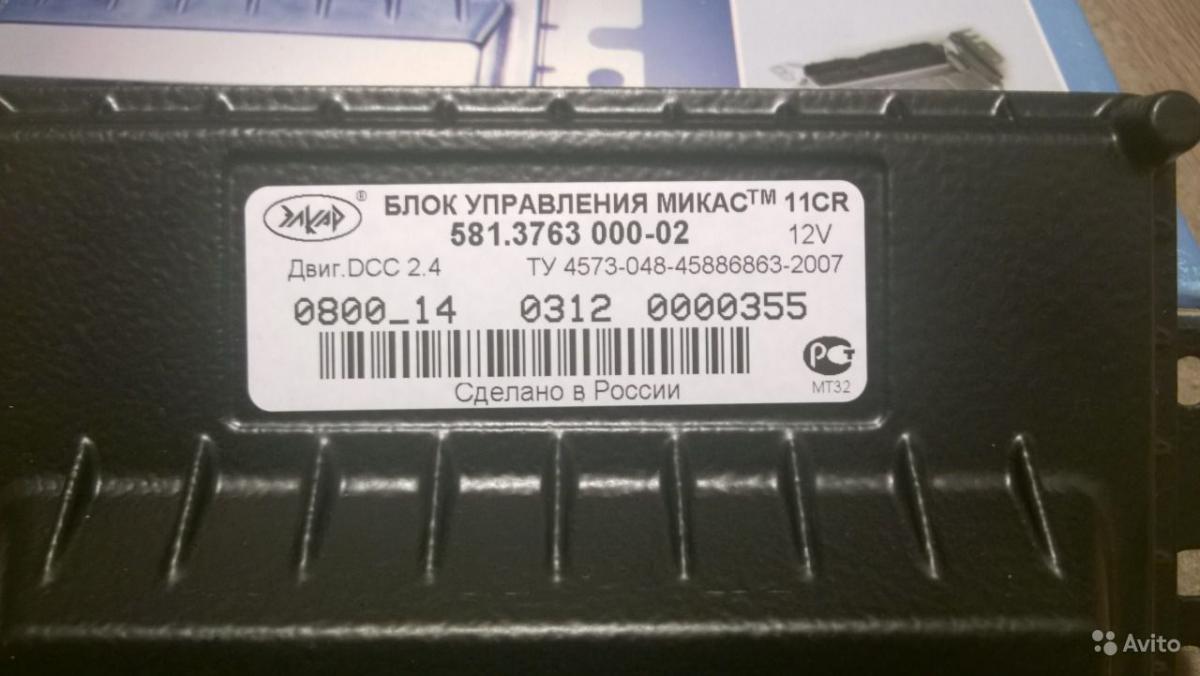 ЭЛКАР ® БЛОК УПРАВЛЕНИЯ МИКАС™ 11CR
581.3763 000-02 12V
Двиг.DCC 2.4 ТУ 4573-048-45886863-2007
0800_14 0312 0000355
РСТ
Сделано в России МТ32
Avito